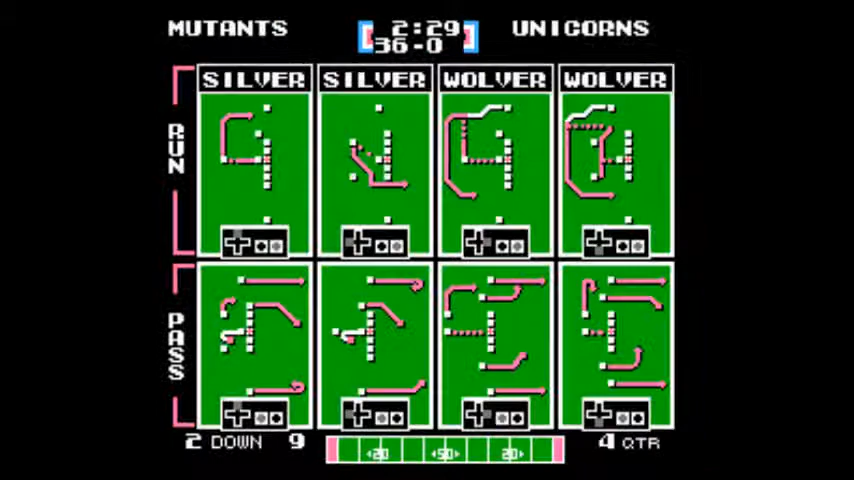 MUTANTS 2:29 UNICORNS
36-0
SILVER SILVER WOLVER WOLVER
RUN
PASS
2 DOWN 9 4 QTR
20 50 20